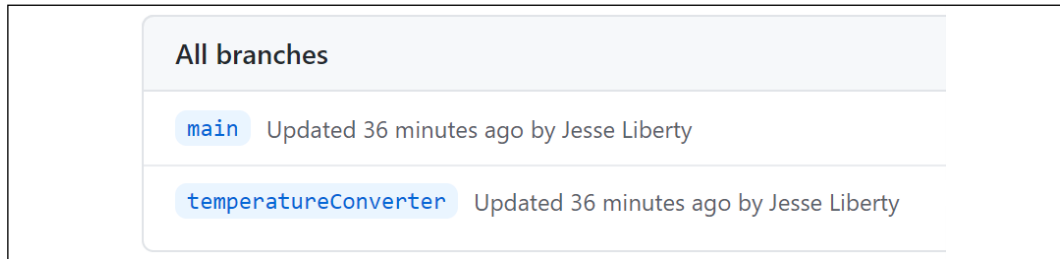 All branches
main Updated 36 minutes ago by Jesse Liberty
temperatureConverter Updated 36 minutes ago by Jesse Liberty